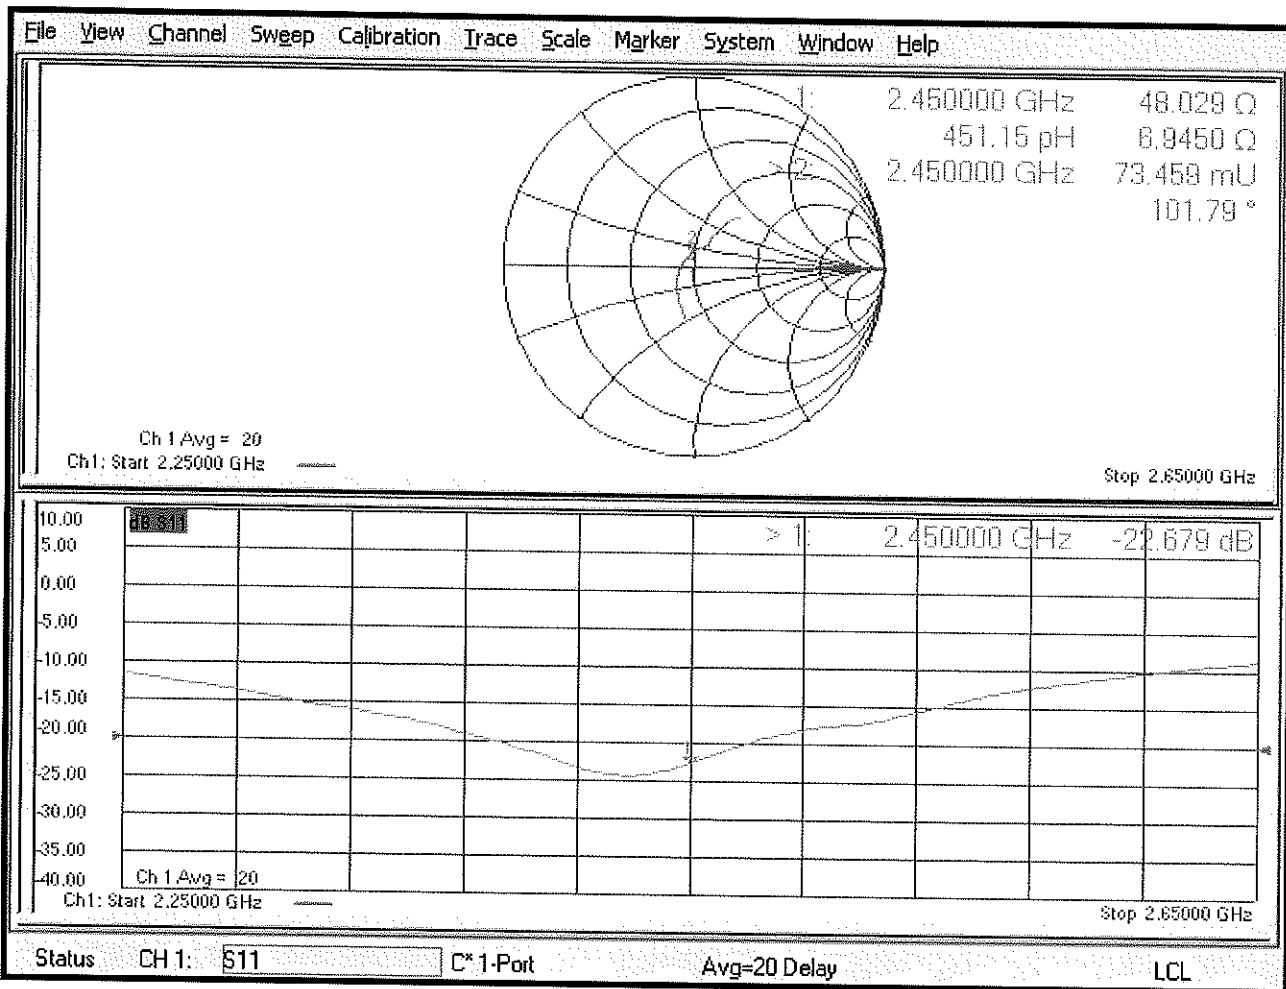 File View Channel Sweep Calibration Trace Scale Marker System Window Help
1: 2.450000 GHz 48.029 Ω
451.15 pH 6.9450 Ω
> 2: 2.450000 GHz 73.459 mU
101.79 °
2
Ch 1 Avg = 20
Ch1: Start 2.25000 GHz
Stop 2.65000 GHz
10.00 dB S11 > 1: 2.450000 GHz -22.679 dB
5.00
0.00
-5.00
-10.00
-15.00
-20.00
1
-25.00
-30.00
-35.00
-40.00 Ch 1 Avg = 20
Ch1: Start 2.25000 GHz
Stop 2.65000 GHz
Status CH 1: S11 C* 1-Port Avg=20 Delay LCL